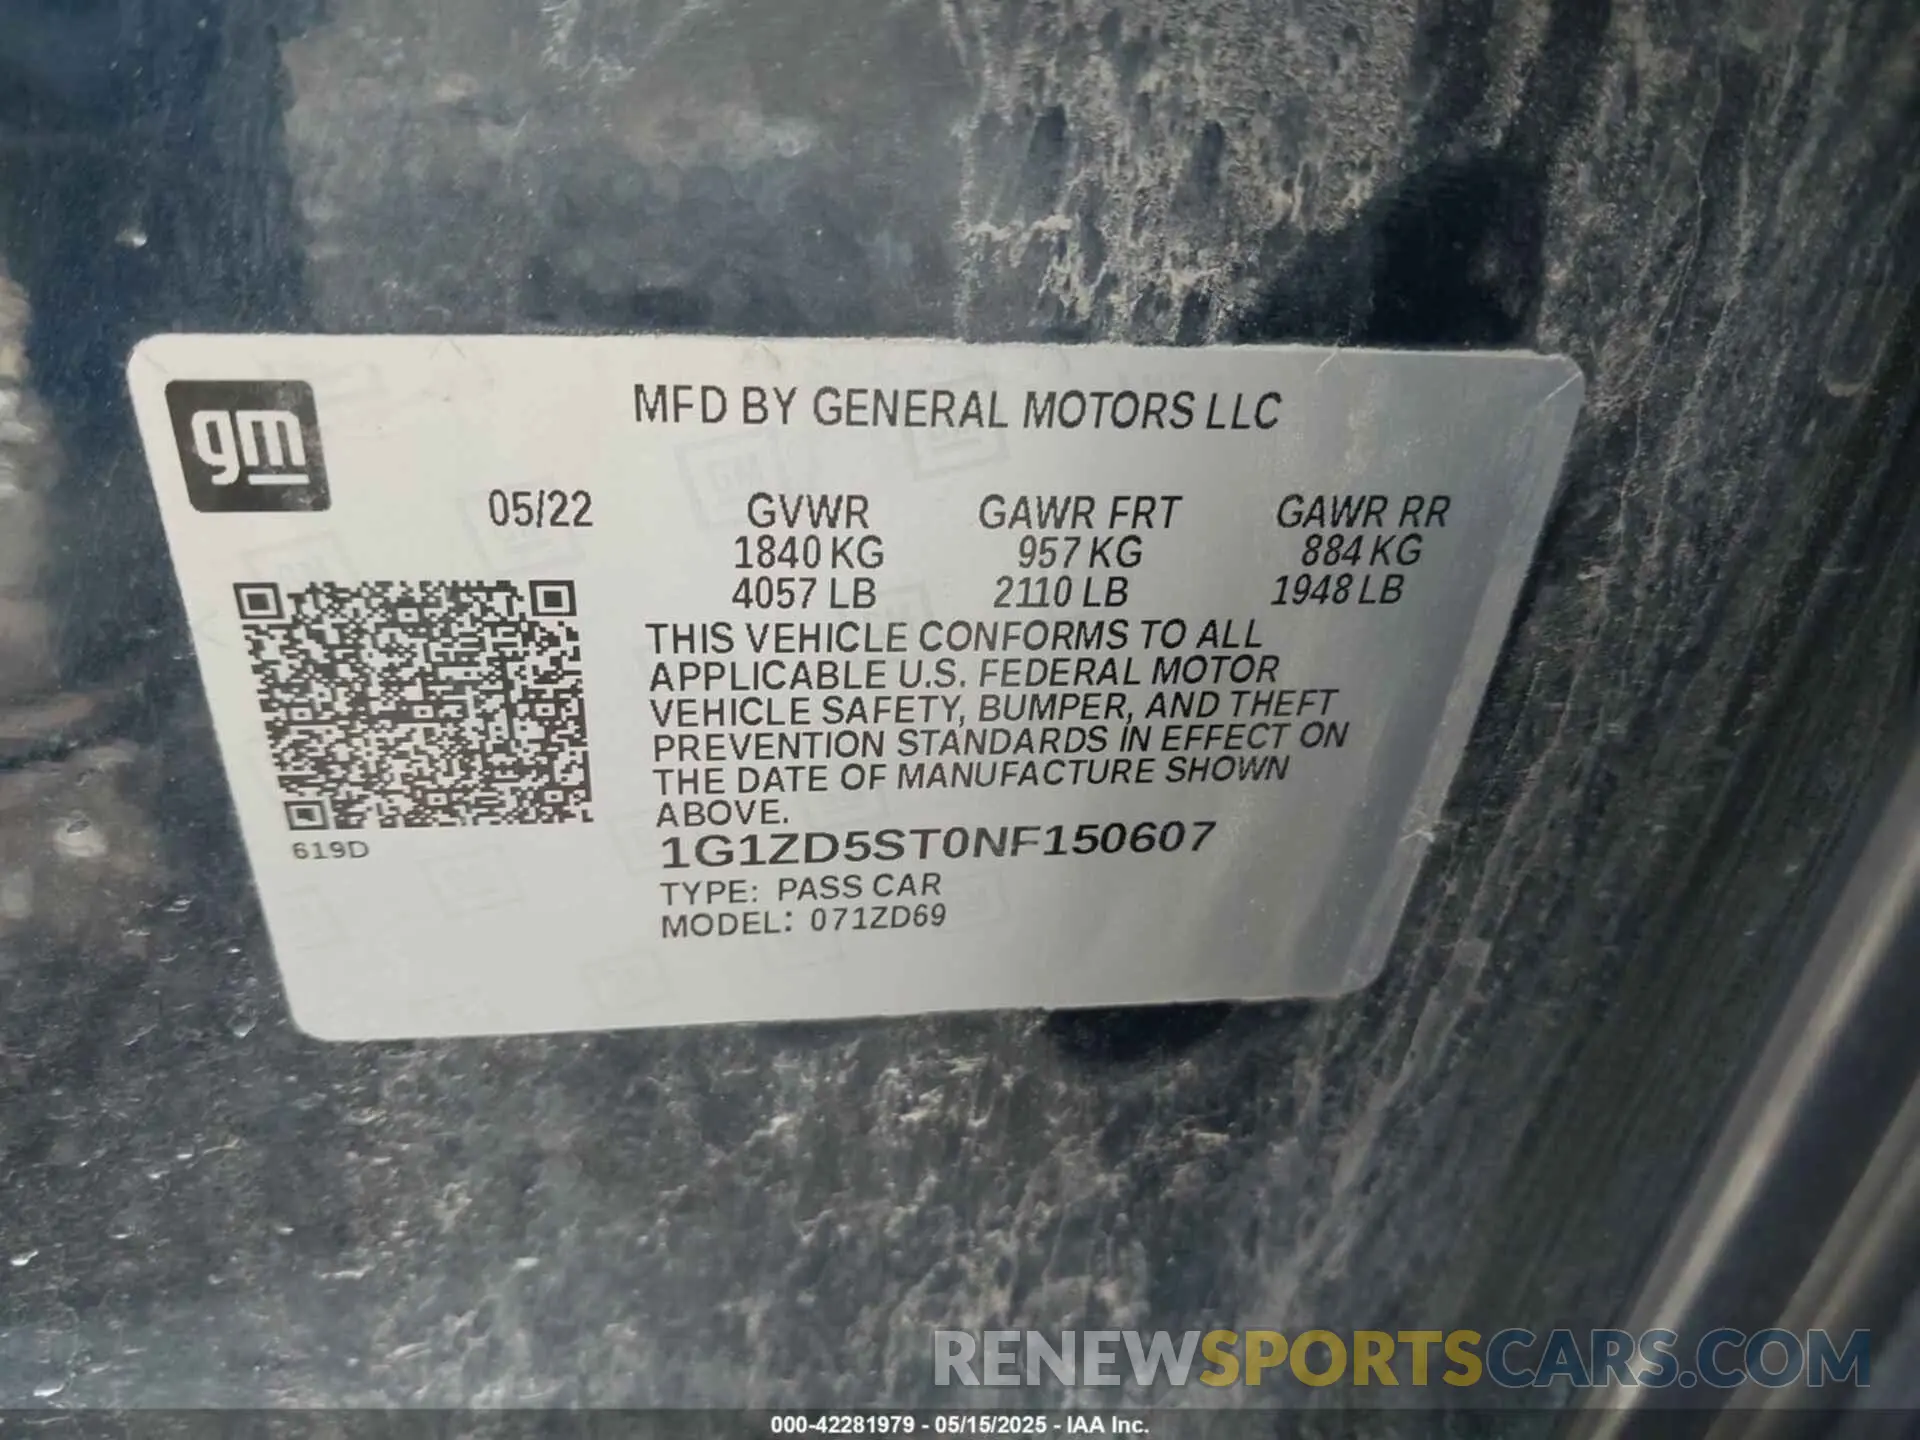 gm
MFD BY GENERAL MOTORS LLC
05/22 GVWR GAWR FRT GAWR RR
1840 KG 957 KG 884 KG
4057 LB 2110 LB 1948 LB
THIS VEHICLE CONFORMS TO ALL
APPLICABLE U.S. FEDERAL MOTOR
VEHICLE SAFETY, BUMPER, AND THEFT
PREVENTION STANDARDS IN EFFECT ON
THE DATE OF MANUFACTURE SHOWN
ABOVE.
619D
1G1ZD5ST0NF150607
TYPE: PASS CAR
MODEL: 071ZD69
RENEWSPORTSCARS.COM
000-42281979 - 05/15/2025 - IAA Inc.